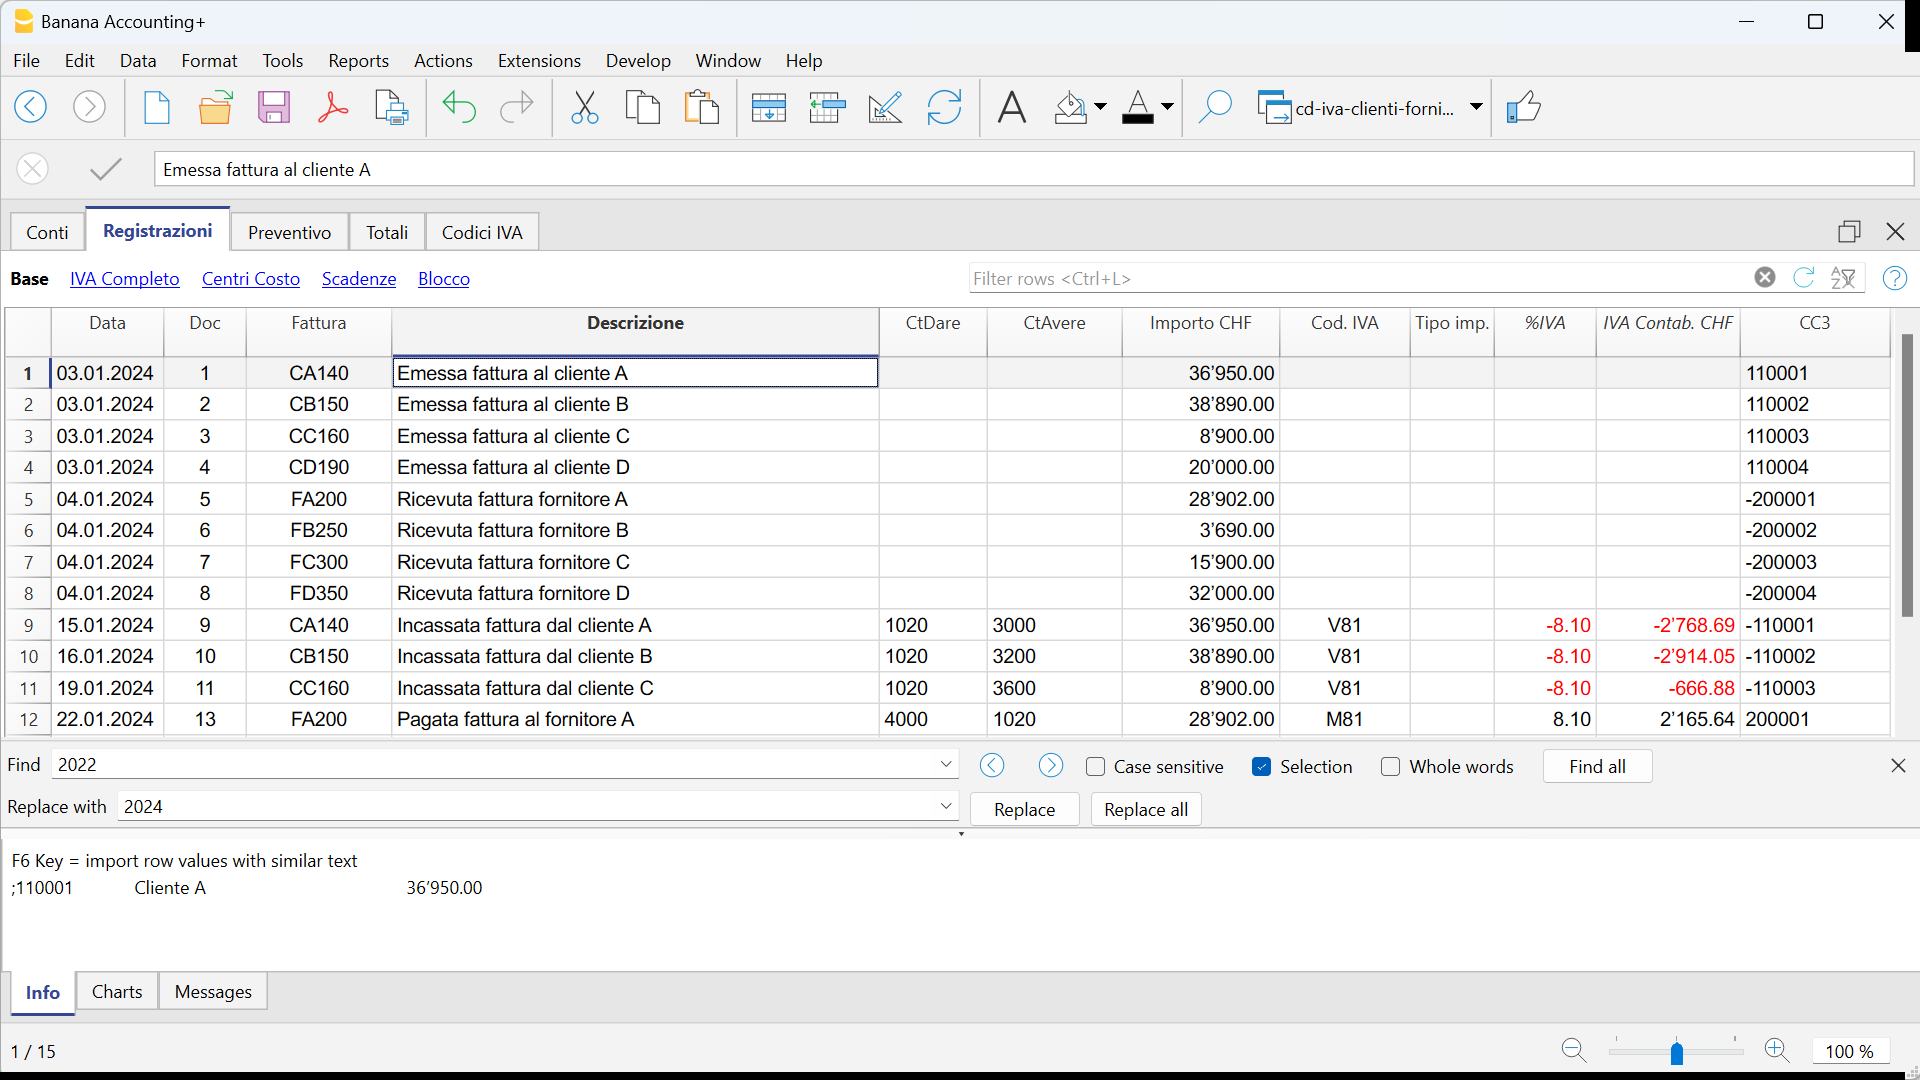 Banana Accounting+
File Edit Data Format Tools Reports Actions Extensions Develop Window Help
cd-iva-clienti-forni...
Emessa fattura al cliente A
Conti Registrazioni Preventivo Totali Codici IVA
Base IVA Completo Centri Costo Scadenze Blocco Filter rows <Ctrl+L>
Data Doc Fattura Descrizione CtDare CtAvere Importo CHF Cod. IVA Tipo imp. %IVA IVA Contab. CHF CC3
1 03.01.2024 1 CA140 Emessa fattura al cliente A 36’950.00 110001
2 03.01.2024 2 CB150 Emessa fattura al cliente B 38’890.00 110002
3 03.01.2024 3 CC160 Emessa fattura al cliente C 8’900.00 110003
4 03.01.2024 4 CD190 Emessa fattura al cliente D 20’000.00 110004
5 04.01.2024 5 FA200 Ricevuta fattura fornitore A 28’902.00 -200001
6 04.01.2024 6 FB250 Ricevuta fattura fornitore B 3’690.00 -200002
7 04.01.2024 7 FC300 Ricevuta fattura fornitore C 15’900.00 -200003
8 04.01.2024 8 FD350 Ricevuta fattura fornitore D 32’000.00 -200004
9 15.01.2024 9 CA140 Incassata fattura dal cliente A 1020 3000 36’950.00 V81 -8.10 -2’768.69 -110001
10 16.01.2024 10 CB150 Incassata fattura dal cliente B 1020 3200 38’890.00 V81 -8.10 -2’914.05 -110002
11 19.01.2024 11 CC160 Incassata fattura dal cliente C 1020 3600 8’900.00 V81 -8.10 -666.88 -110003
12 22.01.2024 13 FA200 Pagata fattura al fornitore A 4000 1020 28’902.00 M81 8.10 2’165.64 200001
Find 2022 Case sensitive Selection Whole words Find all
Replace with 2024 Replace Replace all
F6 Key = import row values with similar text
;110001 Cliente A 36’950.00
Info Charts Messages
1 / 15 100 %